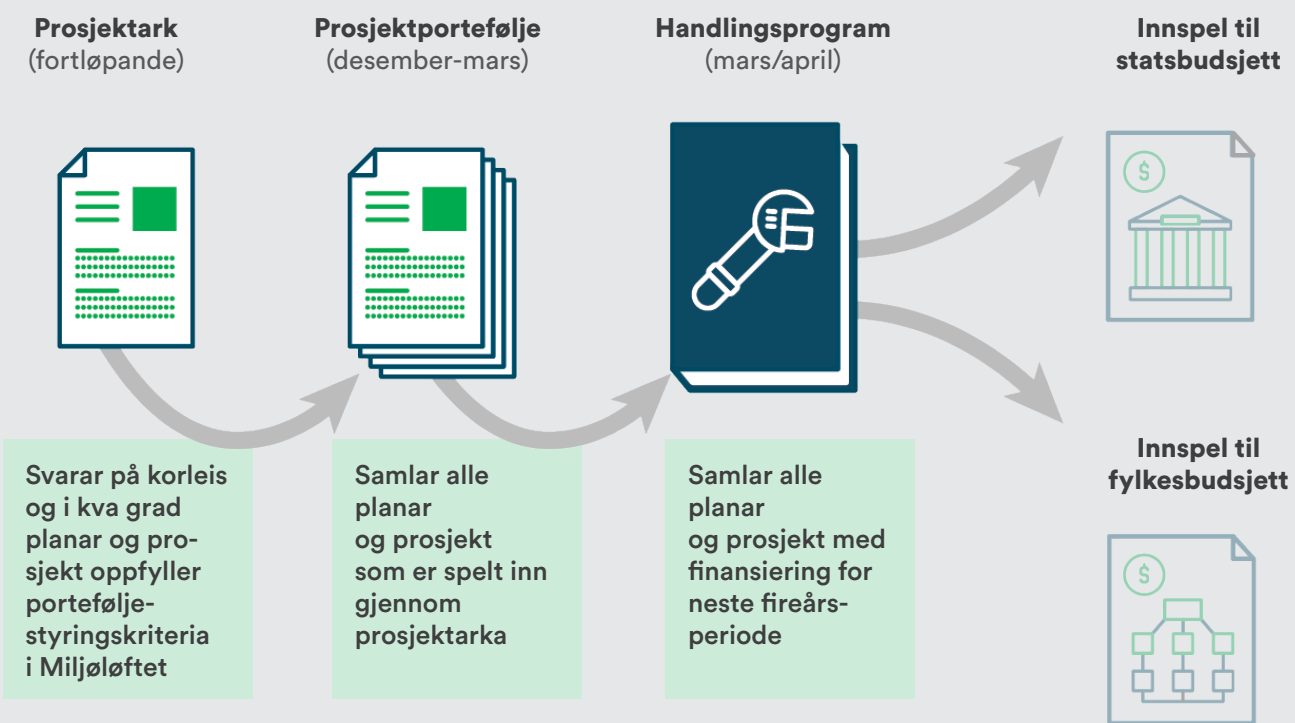 Prosjektark
(fortløpande)
Prosjektportefølje
(desember-mars)
Handlingsprogram
(mars/april)
Innspel til
statsbudsjett
$
Svarar på korleis
og i kva grad
planar og pro-
sjekt oppfyller
portefølje-
styringskriteria
i Miljøløftet
Samlar alle
planar
og prosjekt
som er spelt inn
gjennom
prosjektarka
Samlar alle
planar
og prosjekt med
finansiering for
neste fireårs-
periode
Innspel til
fylkesbudsjett
$